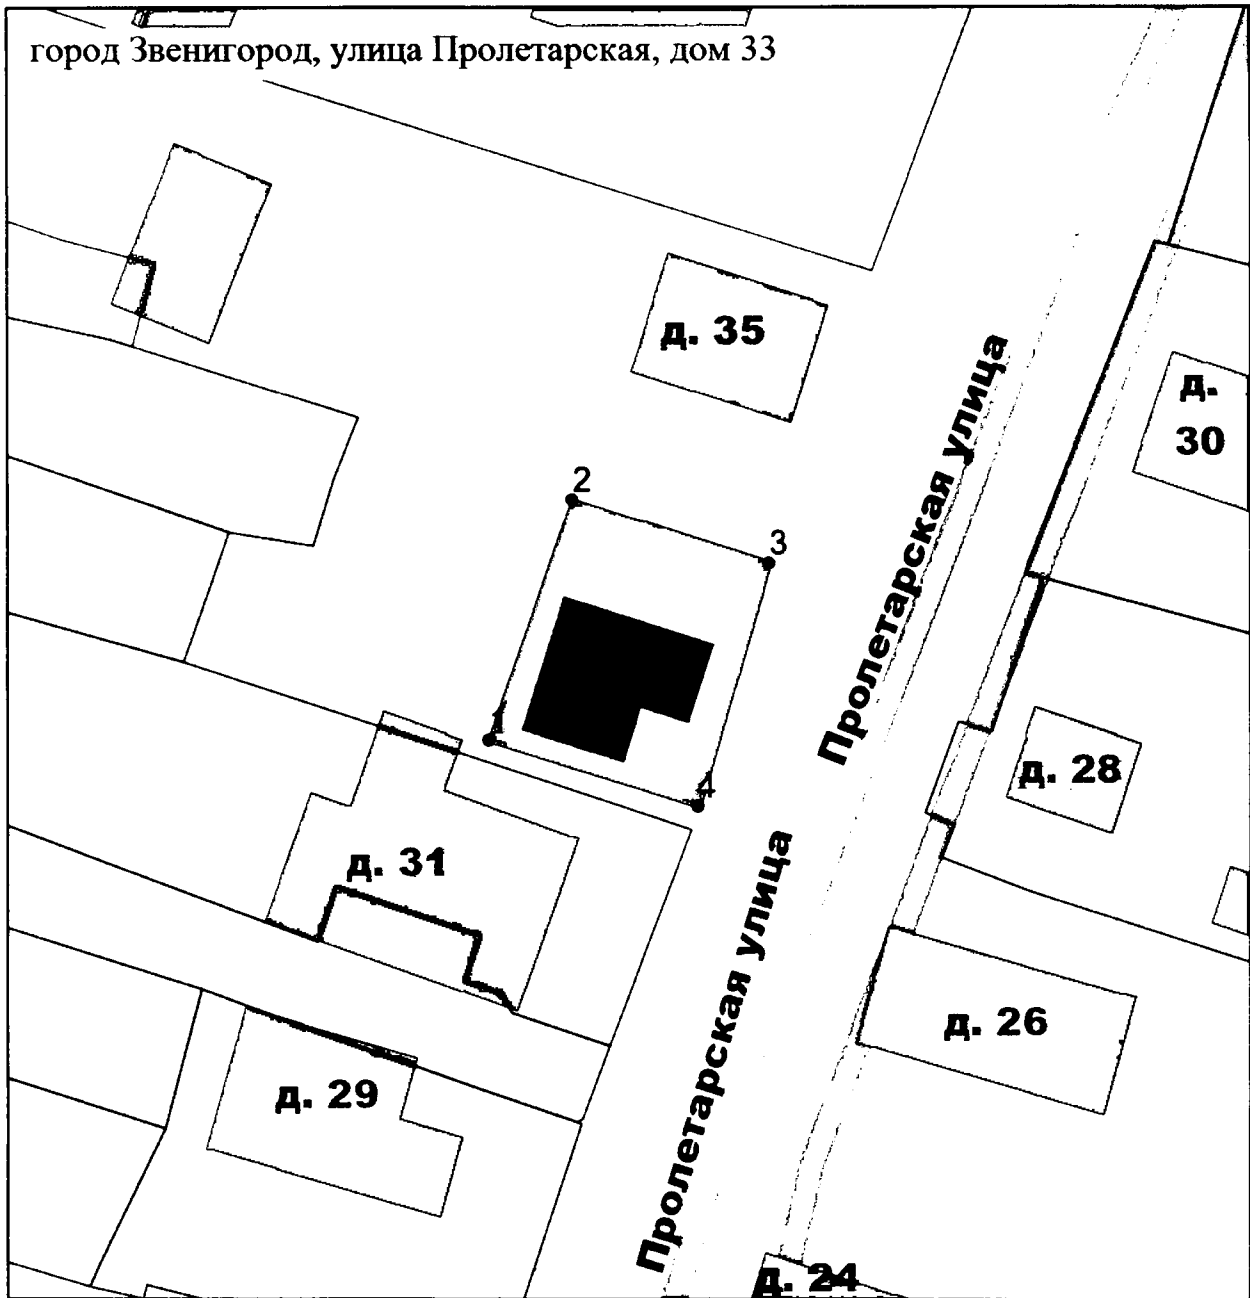 город Звенигород, улица Пролетарская, дом 33
д. 35
д.
30
Пролетарская улица
2
3
1
4
д. 28
д. 31
Пролетарская улица
д. 26
д. 29
д. 24